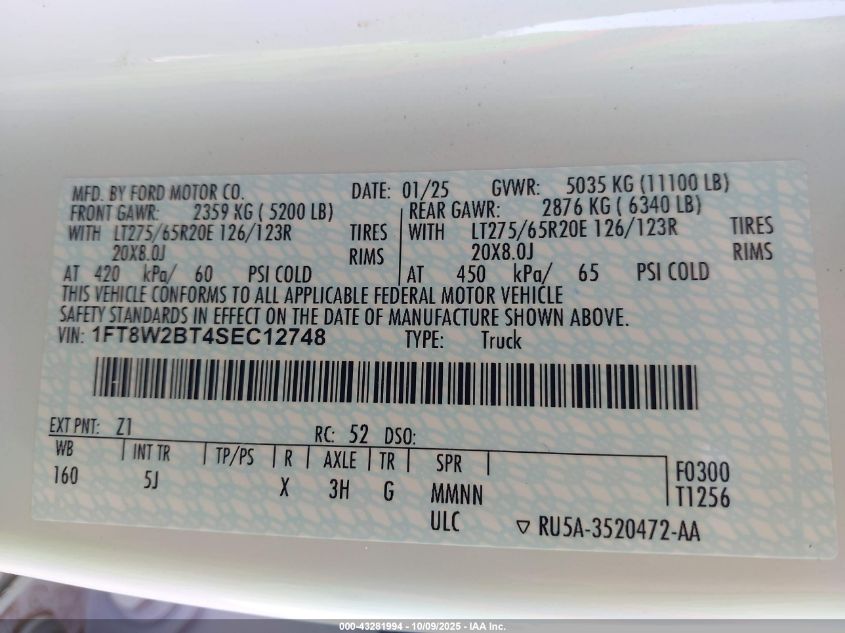 MFD. BY FORD MOTOR CO. DATE: 01/25 GVWR: 5035 KG (11100 LB)
FRONT GAWR: 2359 KG ( 5200 LB) REAR GAWR: 2876 KG ( 6340 LB)
WITH LT275/65R20E 126/123R TIRES WITH LT275/65R20E 126/123R TIRES
20X8.0J RIMS 20X8.0J RIMS
AT 420 kPa/ 60 PSI COLD AT 450 kPa/ 65 PSI COLD
THIS VEHICLE CONFORMS TO ALL APPLICABLE FEDERAL MOTOR VEHICLE
SAFETY STANDARDS IN EFFECT ON THE DATE OF MANUFACTURE SHOWN ABOVE.
VIN: 1FT8W2BT4SEC12748 TYPE: Truck
EXT PNT: Z1 RC: 52 DSO:
WB INT TR TP/PS R AXLE TR SPR F0300
160 5J X 3H G MMNN T1256
ULC ▽ RU5A-3520472-AA
000-43281994 - 10/09/2025 - IAA Inc.